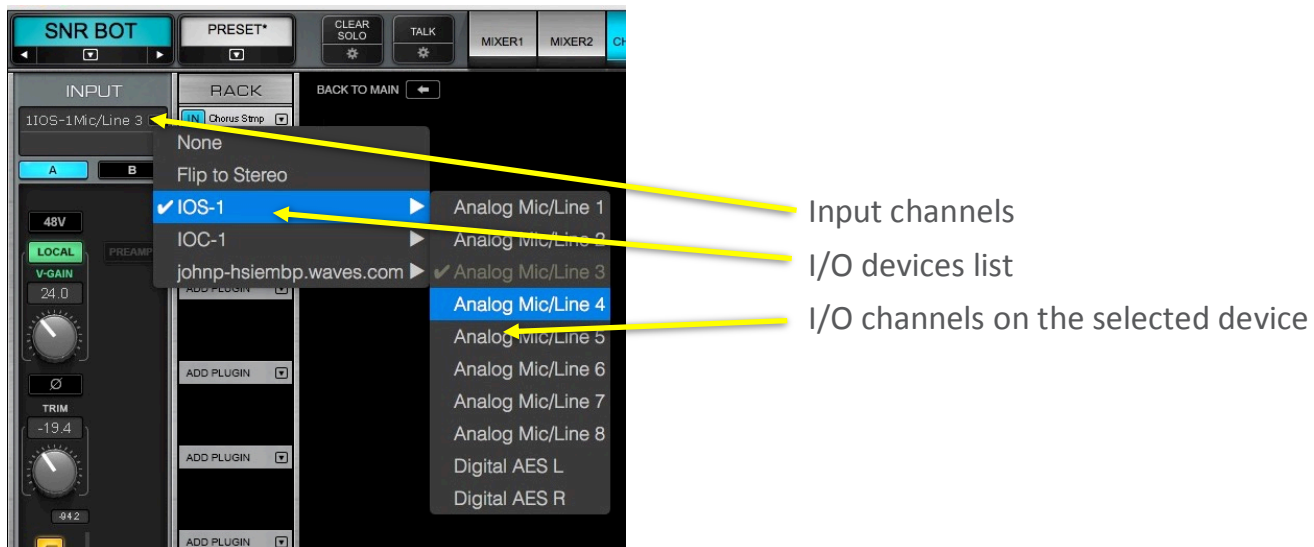 SNR BOT
PRESET*
CLEAR SOLO
TALK
MIXER1
MIXER2
INPUT
RACK
BACK TO MAIN
1IOS-1Mic/Line 3
IN Chorus Stmp
A
B
None
Flip to Stereo
IOS-1
IOC-1
johnp-hsiembp.waves.com
Analog Mic/Line 1
Analog Mic/Line 2
Analog Mic/Line 3
Analog Mic/Line 4
Analog Mic/Line 5
Analog Mic/Line 6
Analog Mic/Line 7
Analog Mic/Line 8
Digital AES L
Digital AES R
48V
LOCAL
PREAMP
V-GAIN
24.0
Ø
TRIM
-19.4
-94.2
ADD PLUGIN
ADD PLUGIN
ADD PLUGIN
ADD PLUGIN
Input channels
I/O devices list
I/O channels on the selected device